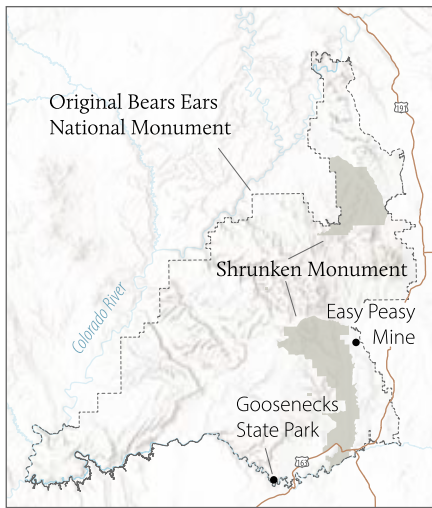 191
Original Bears Ears
National Monument
Shrunken Monument
Colorado River
Easy Peasy
Mine
Goosenecks
State Park
163